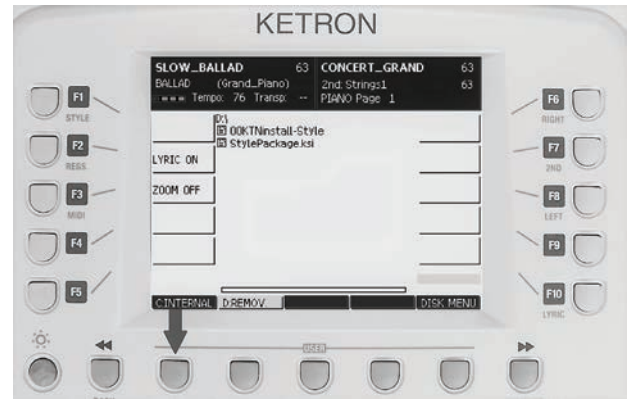 KETRON
SLOW_BALLAD 63 CONCERT_GRAND 63
BALLAD (Grand_Piano) 2nd: Strings1 63
Tempo: 76 Transp: -- PIANO Page 1
D:\
00KTNinstall-Style
StylePackage.ksi
LYRIC ON
ZOOM OFF
C:INTERNAL D:REMOV DISK MENU
F1
STYLE
F2
REGS
F3
MIDI
F4
F5
F6
RIGHT
F7
2ND
F8
LEFT
F9
F10
LYRIC
USER